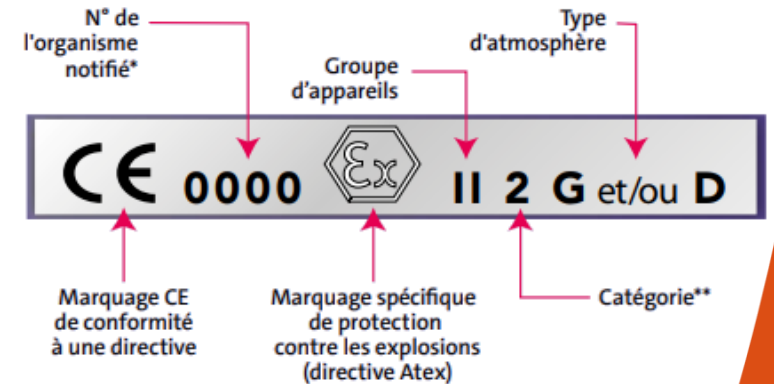 N° de
l'organisme
notifié*
Groupe
d'appareils
Type
d'atmosphère
CE 0000 Ex II 2 G et/ou D
Marquage CE
de conformité
à une directive
Marquage spécifique
de protection
contre les explosions
(directive Atex)
Catégorie**